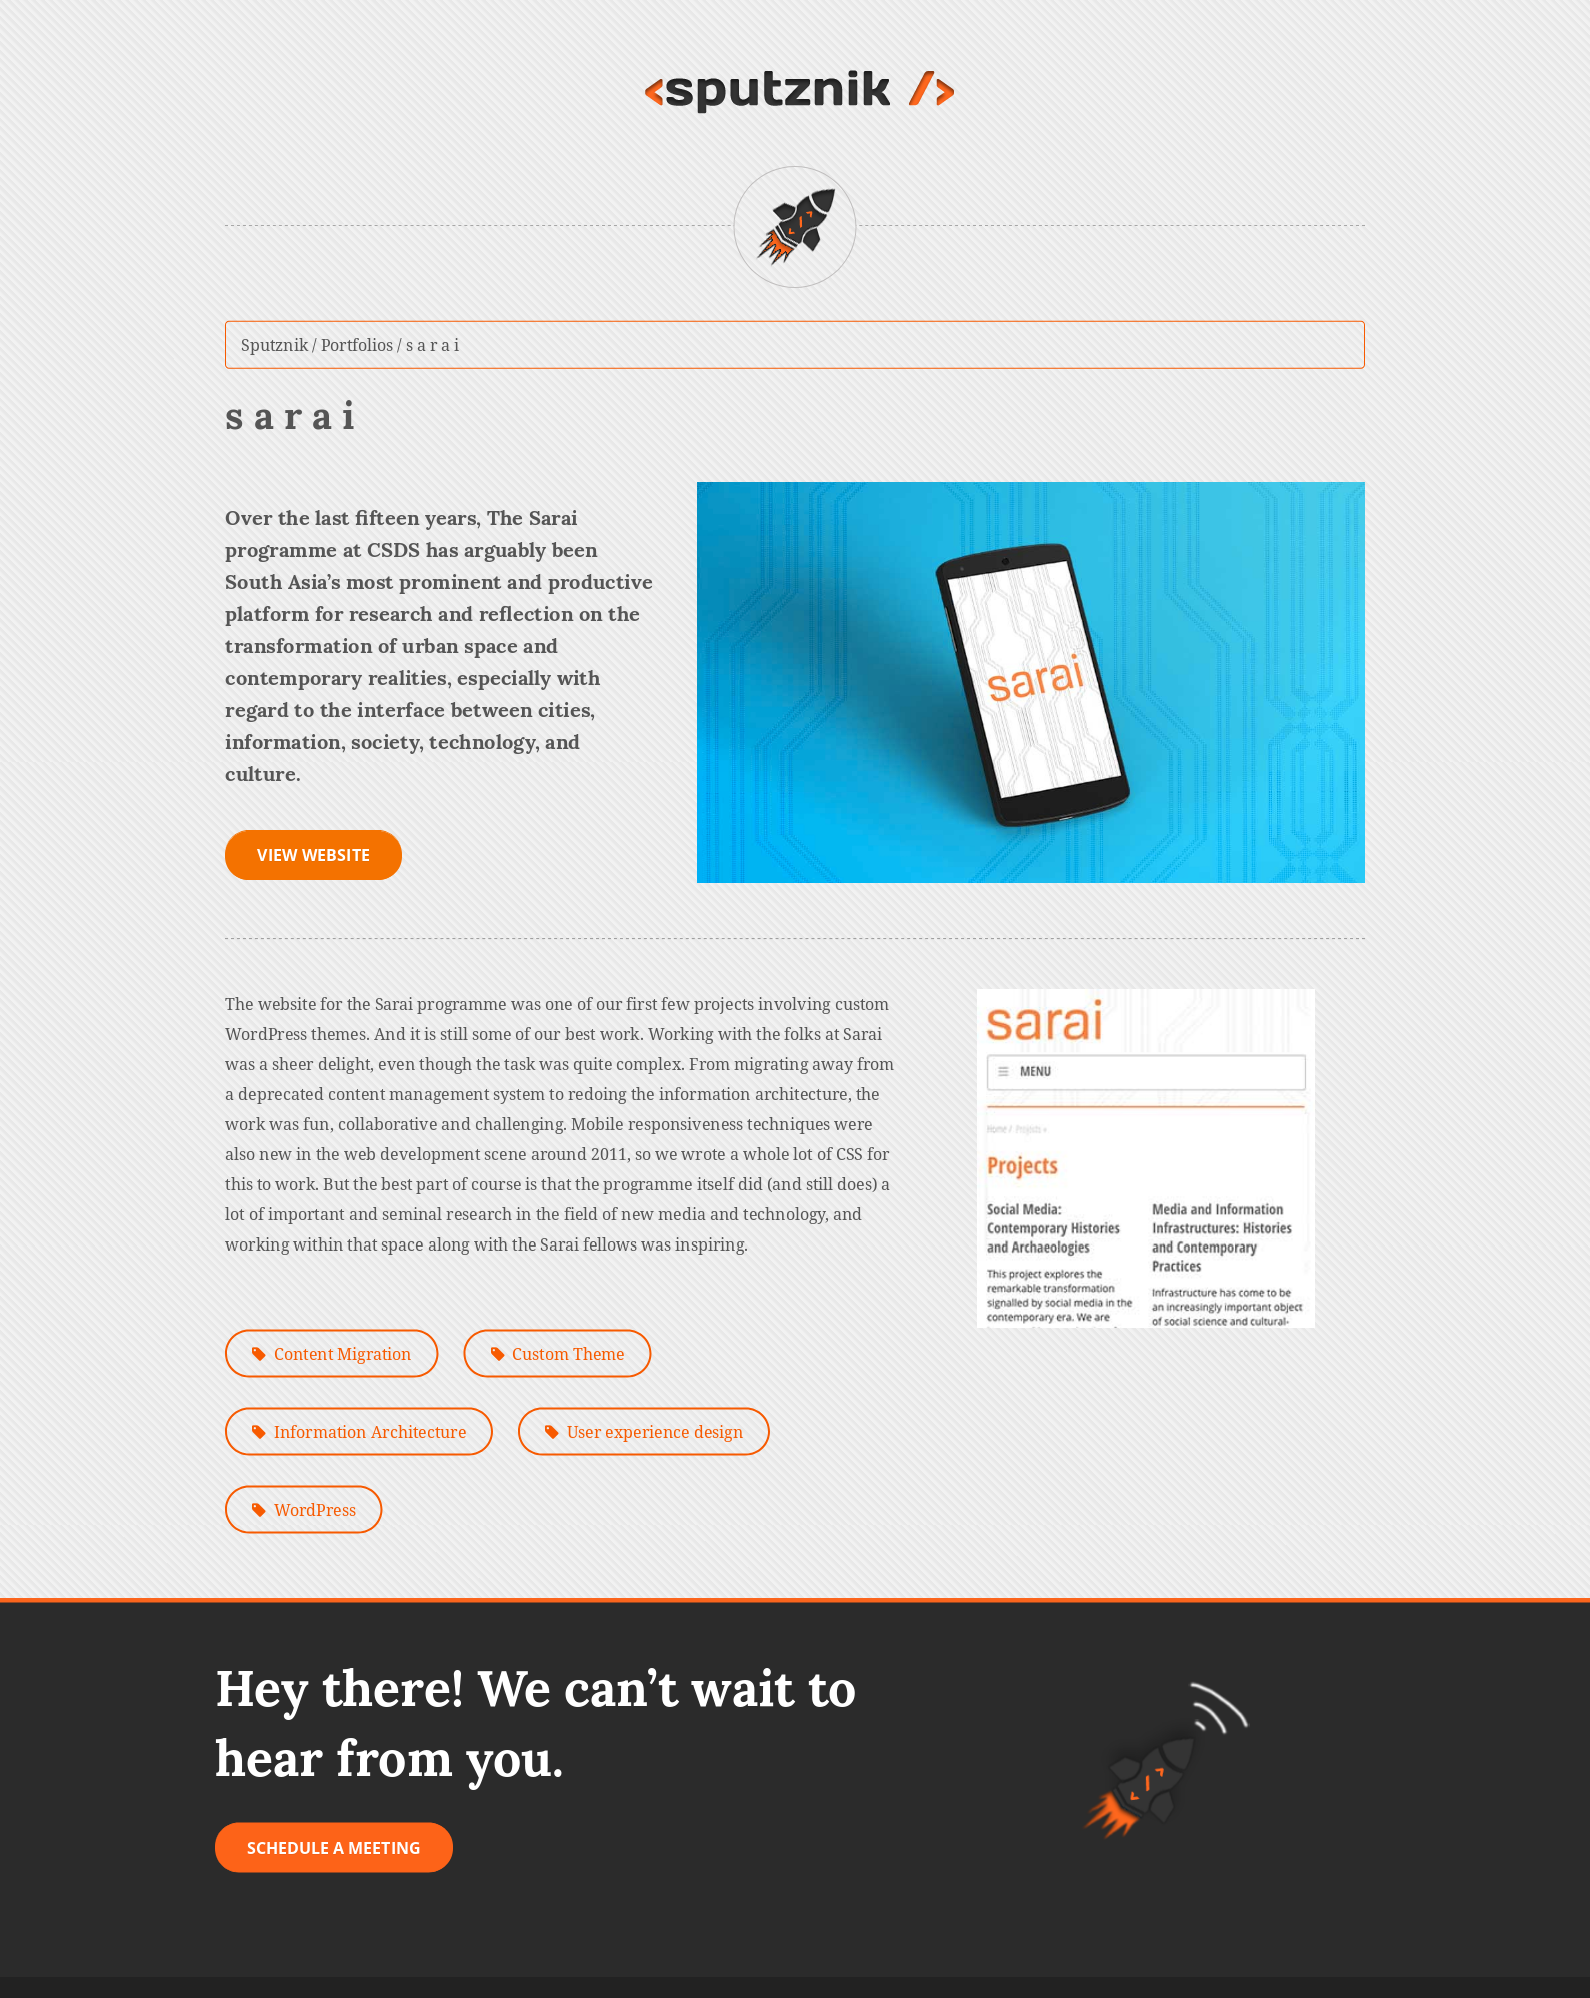 <sputznik />
Sputznik / Portfolios / s a r a i
s a r a i
Over the last fifteen years, The Sarai
programme at CSDS has arguably been
South Asia’s most prominent and productive
platform for research and reflection on the
transformation of urban space and
contemporary realities, especially with
regard to the interface between cities,
information, society, technology, and
culture.
VIEW WEBSITE
sarai
The website for the Sarai programme was one of our first few projects involving custom
WordPress themes. And it is still some of our best work. Working with the folks at Sarai
was a sheer delight, even though the task was quite complex. From migrating away from
a deprecated content management system to redoing the information architecture, the
work was fun, collaborative and challenging. Mobile responsiveness techniques were
also new in the web development scene around 2011, so we wrote a whole lot of CSS for
this to work. But the best part of course is that the programme itself did (and still does) a
lot of important and seminal research in the field of new media and technology, and
working within that space along with the Sarai fellows was inspiring.
sarai
MENU
Home / Projects »
Projects
Social Media:
Contemporary Histories
and Archaeologies
This project explores the
remarkable transformation
signalled by social media in the
contemporary era. We are
Media and Information
Infrastructures: Histories
and Contemporary
Practices
Infrastructure has come to be
an increasingly important object
of social science and cultural-
Content Migration
Custom Theme
Information Architecture
User experience design
WordPress
Hey there! We can’t wait to
hear from you.
SCHEDULE A MEETING